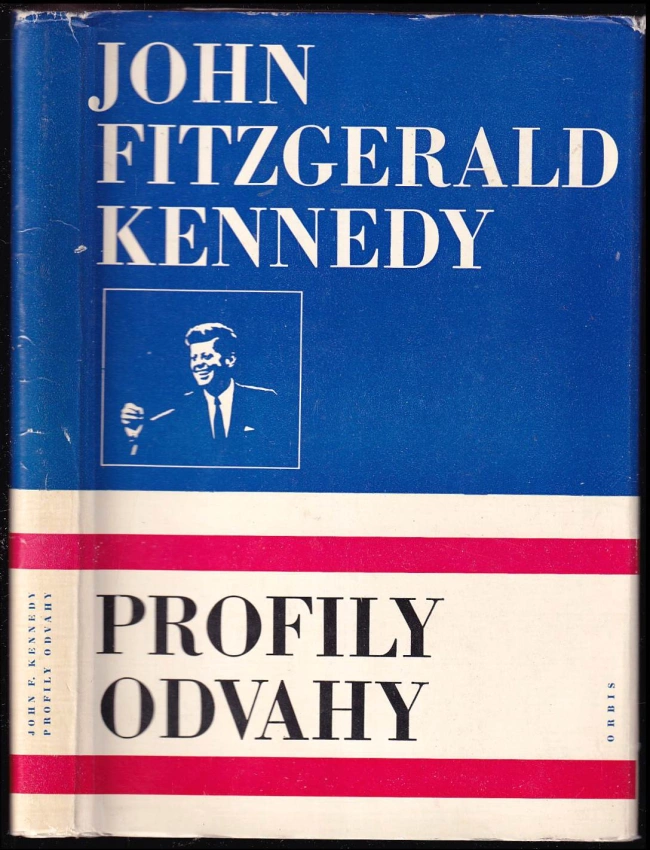 JOHN
FITZGERALD
KENNEDY
PROFILY
ODVAHY
JOHN F. KENNEDY
PROFILY ODVAHY
ORBIS